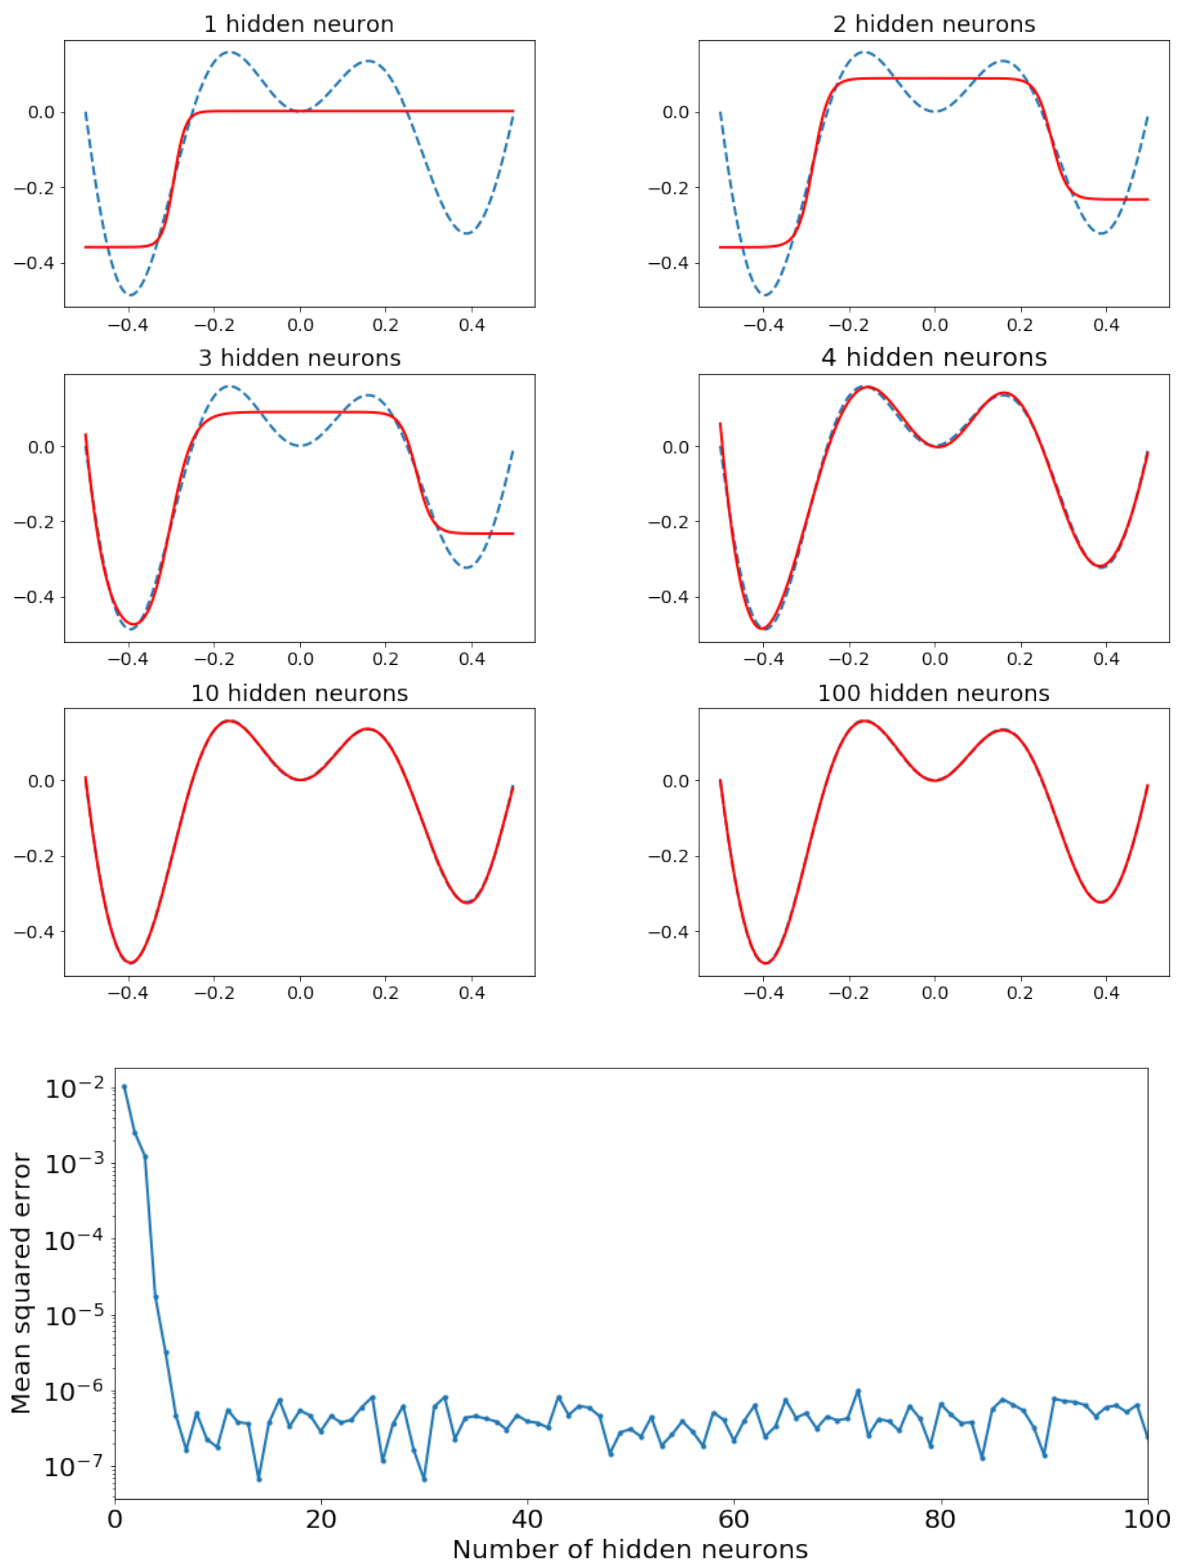 1 hidden neuron
2 hidden neurons
0.0
−0.2
−0.4
−0.4 −0.2 0.0 0.2 0.4
0.0
−0.2
−0.4
−0.4 −0.2 0.0 0.2 0.4
3 hidden neurons
4 hidden neurons
0.0
−0.2
−0.4
−0.4 −0.2 0.0 0.2 0.4
0.0
−0.2
−0.4
−0.4 −0.2 0.0 0.2 0.4
10 hidden neurons
100 hidden neurons
0.0
−0.2
−0.4
−0.4 −0.2 0.0 0.2 0.4
0.0
−0.2
−0.4
−0.4 −0.2 0.0 0.2 0.4
Mean squared error
10⁻²
10⁻³
10⁻⁴
10⁻⁵
10⁻⁶
10⁻⁷
0 20 40 60 80 100
Number of hidden neurons